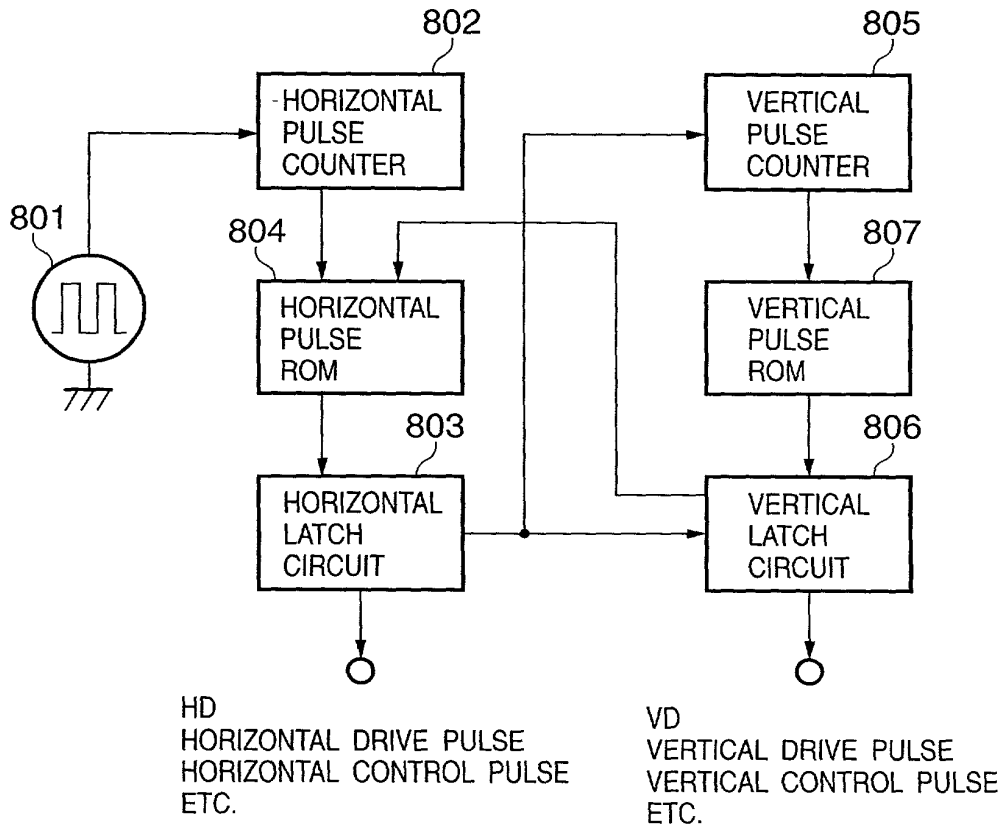 802
HORIZONTAL
PULSE
COUNTER
805
VERTICAL
PULSE
COUNTER
801
804
HORIZONTAL
PULSE
ROM
807
VERTICAL
PULSE
ROM
803
HORIZONTAL
LATCH
CIRCUIT
806
VERTICAL
LATCH
CIRCUIT
HD
HORIZONTAL DRIVE PULSE
HORIZONTAL CONTROL PULSE
ETC.
VD
VERTICAL DRIVE PULSE
VERTICAL CONTROL PULSE
ETC.